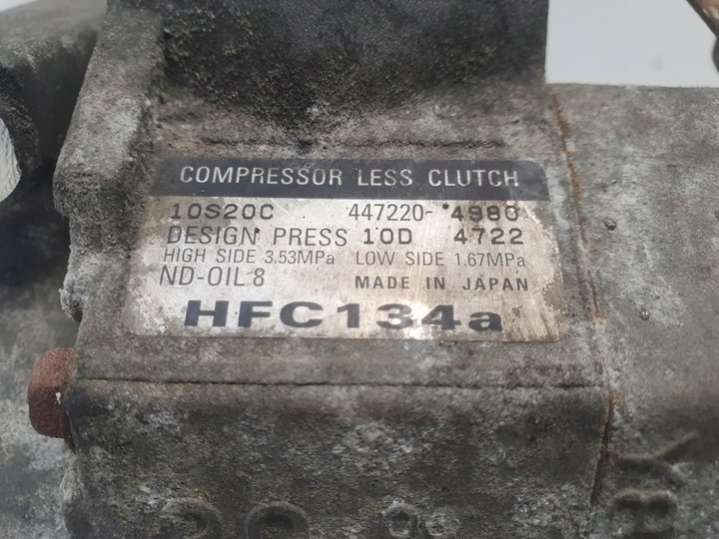 COMPRESSOR LESS CLUTCH
10S20C 447220-4980
DESIGN PRESS 10D 4722
HIGH SIDE 3.53MPa LOW SIDE 1.67MPa
ND-OIL 8 MADE IN JAPAN
HFC134a